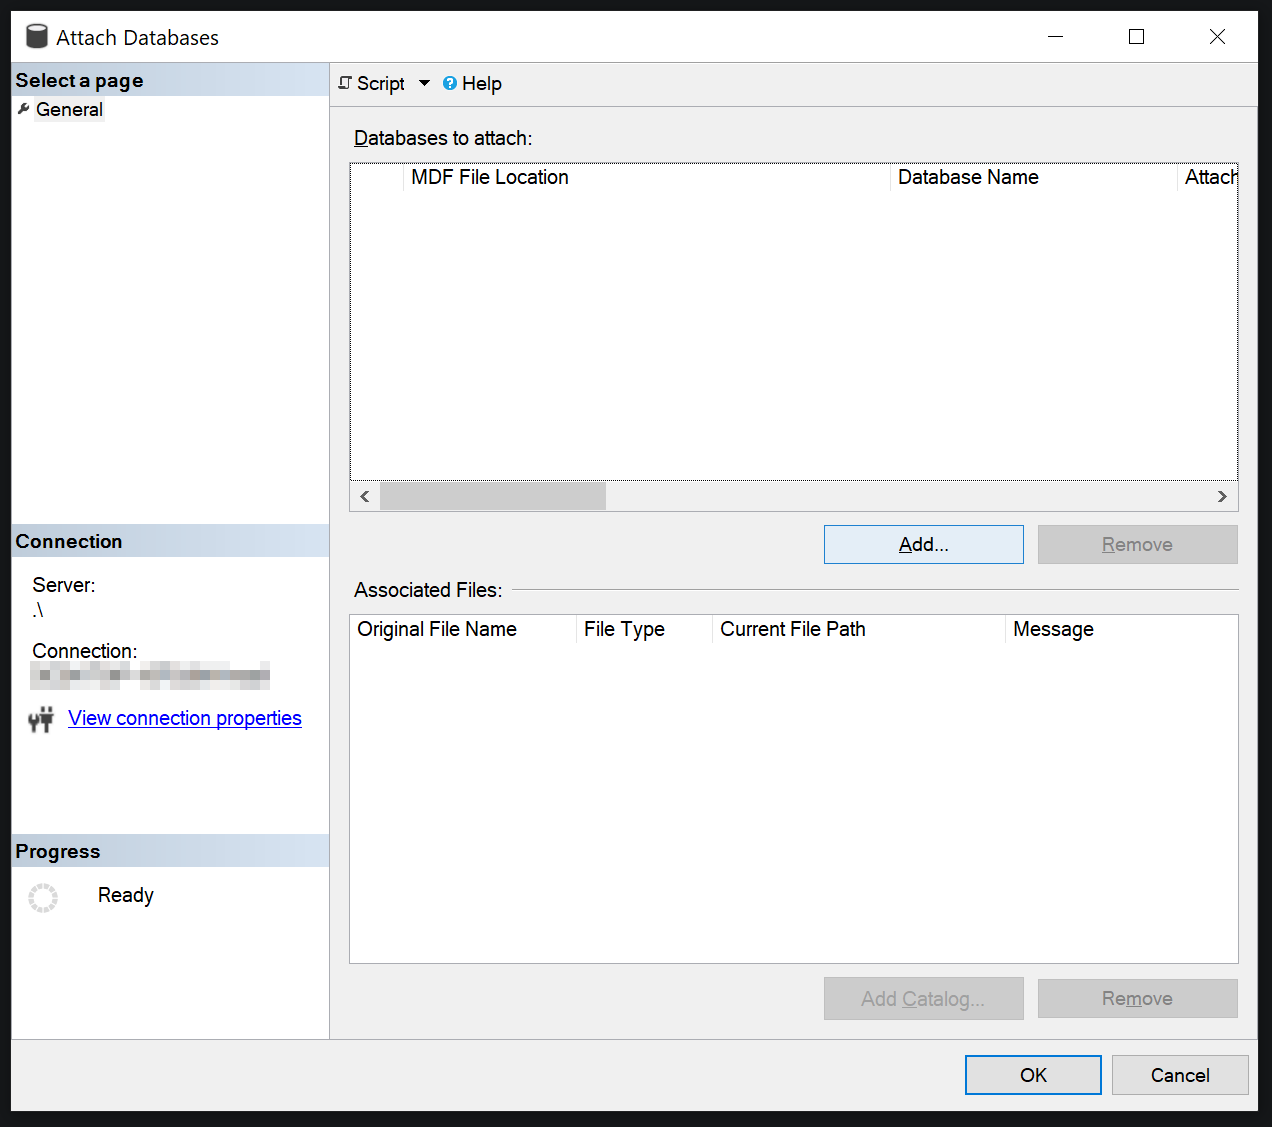 Attach Databases
Select a page
General
Script Help
Databases to attach:
MDF File Location Database Name Attach
Add... Remove
Associated Files:
Original File Name File Type Current File Path Message
Connection
Server:
.\
Connection:
View connection properties
Progress
Ready
Add Catalog... Remove
OK Cancel